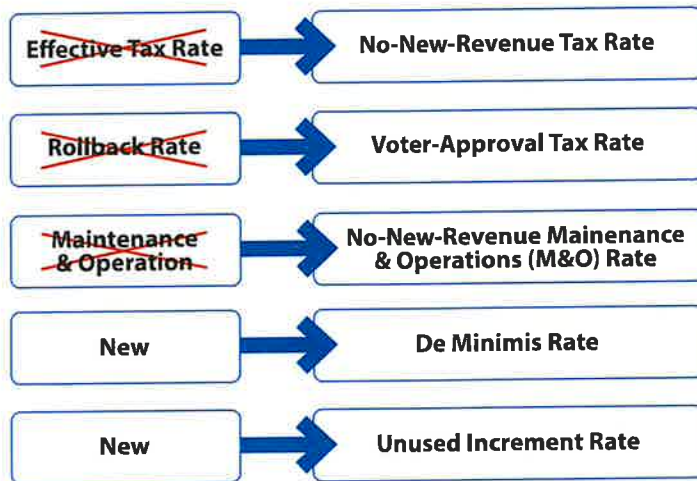 Effective Tax Rate
No-New-Revenue Tax Rate
Rollback Rate
Voter-Approval Tax Rate
Maintenance
& Operation
No-New-Revenue Mainenance
& Operations (M&O) Rate
New
De Minimis Rate
New
Unused Increment Rate